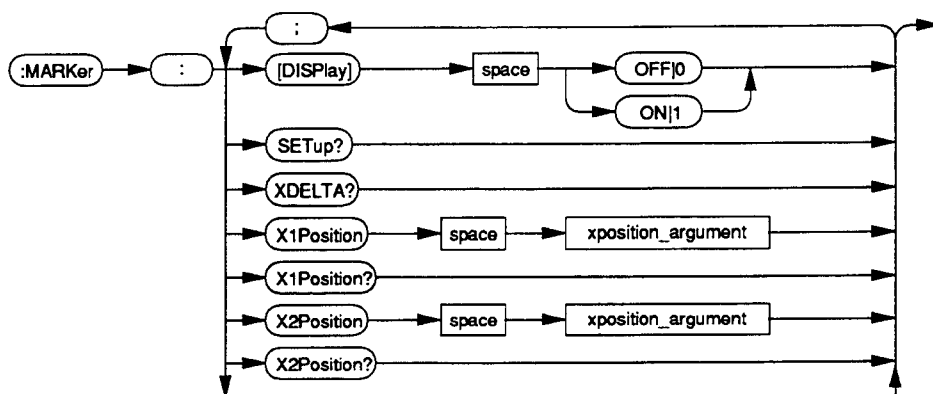 ;
:MARKer : [DISPlay] space OFF|0
ON|1
SETup?
XDELTA?
X1Position space xposition_argument
X1Position?
X2Position space xposition_argument
X2Position?